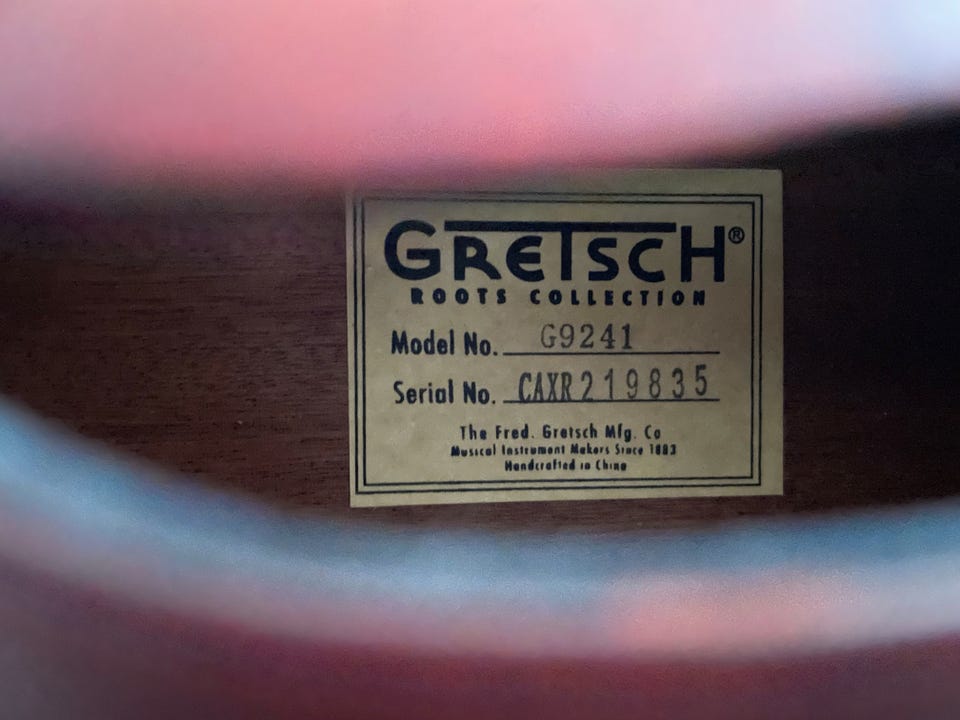 GRETSCH®
ROOTS COLLECTION
Model No. G9241
Serial No. CAXR219835
The Fred. Gretsch Mfg. Co
Musical Instrument Makers Since 1883
Handcrafted in China